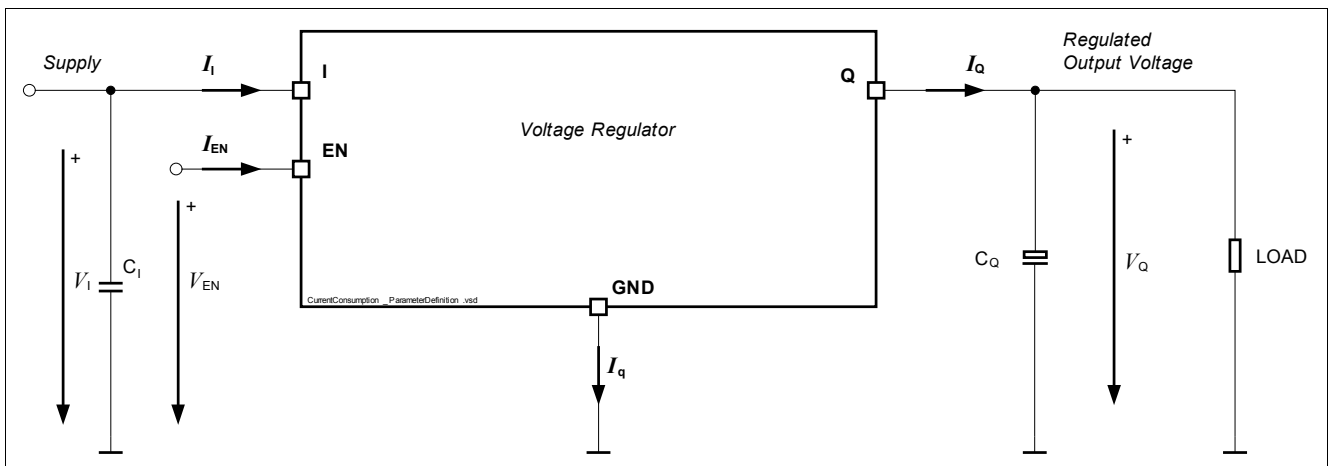 Supply
I_I
I
Q
I_Q
Regulated
Output Voltage
I_EN
EN
Voltage Regulator
+
+
+
V_I
C_I
V_EN
C_Q
V_Q
LOAD
GND
CurrentConsumption _ ParameterDefinition .vsd
I_q